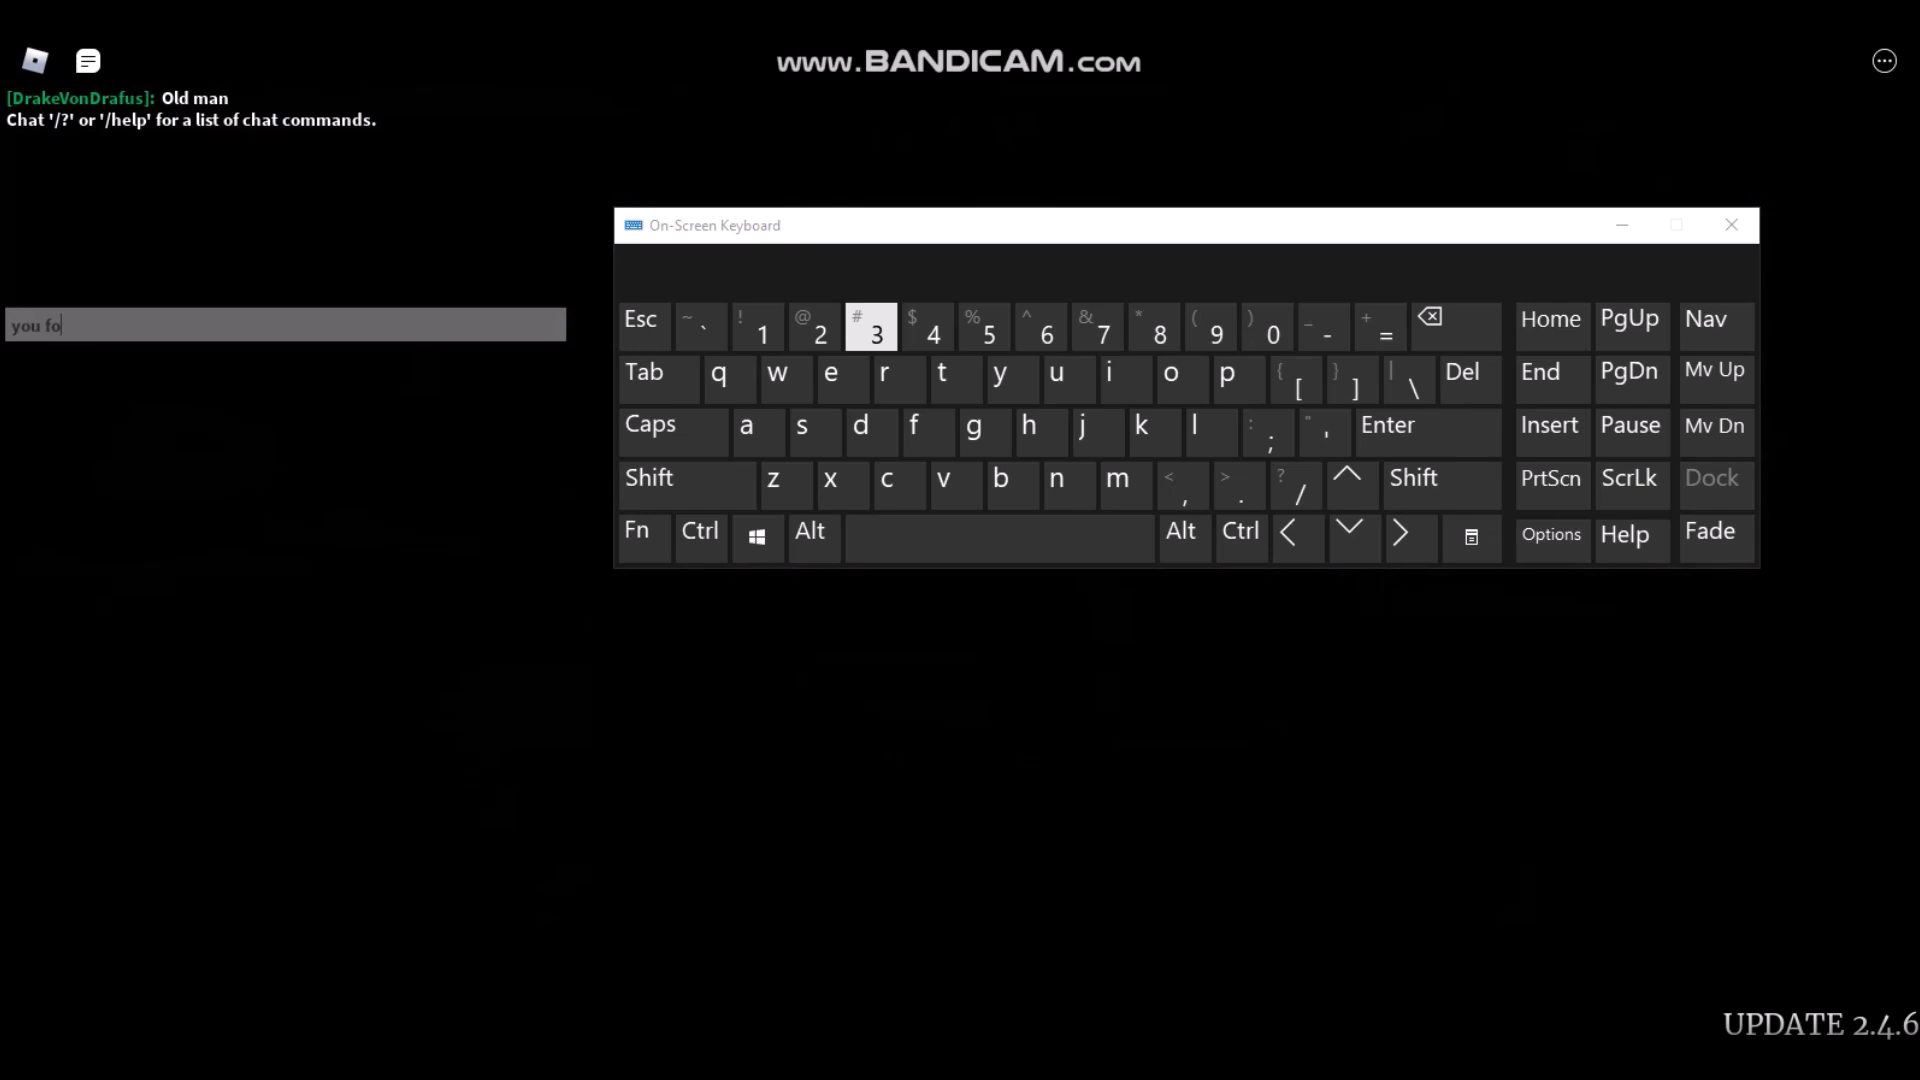 www.BANDICAM.com
[DrakeVonDrafus]: Old man
Chat '/?' or '/help' for a list of chat commands.
you fo
On-Screen Keyboard
Esc ~ ` ! 1 @ 2 # 3 $ 4 % 5 ^ 6 & 7 * 8 ( 9 ) 0 _ - + = Home PgUp Nav
Tab q w e r t y u i o p { [ } ] | \ Del End PgDn Mv Up
Caps a s d f g h j k l : ; " ' Enter Insert Pause Mv Dn
Shift z x c v b n m < , > . ? / Shift PrtScn ScrLk Dock
Fn Ctrl Alt Alt Ctrl Options Help Fade
UPDATE 2.4.6